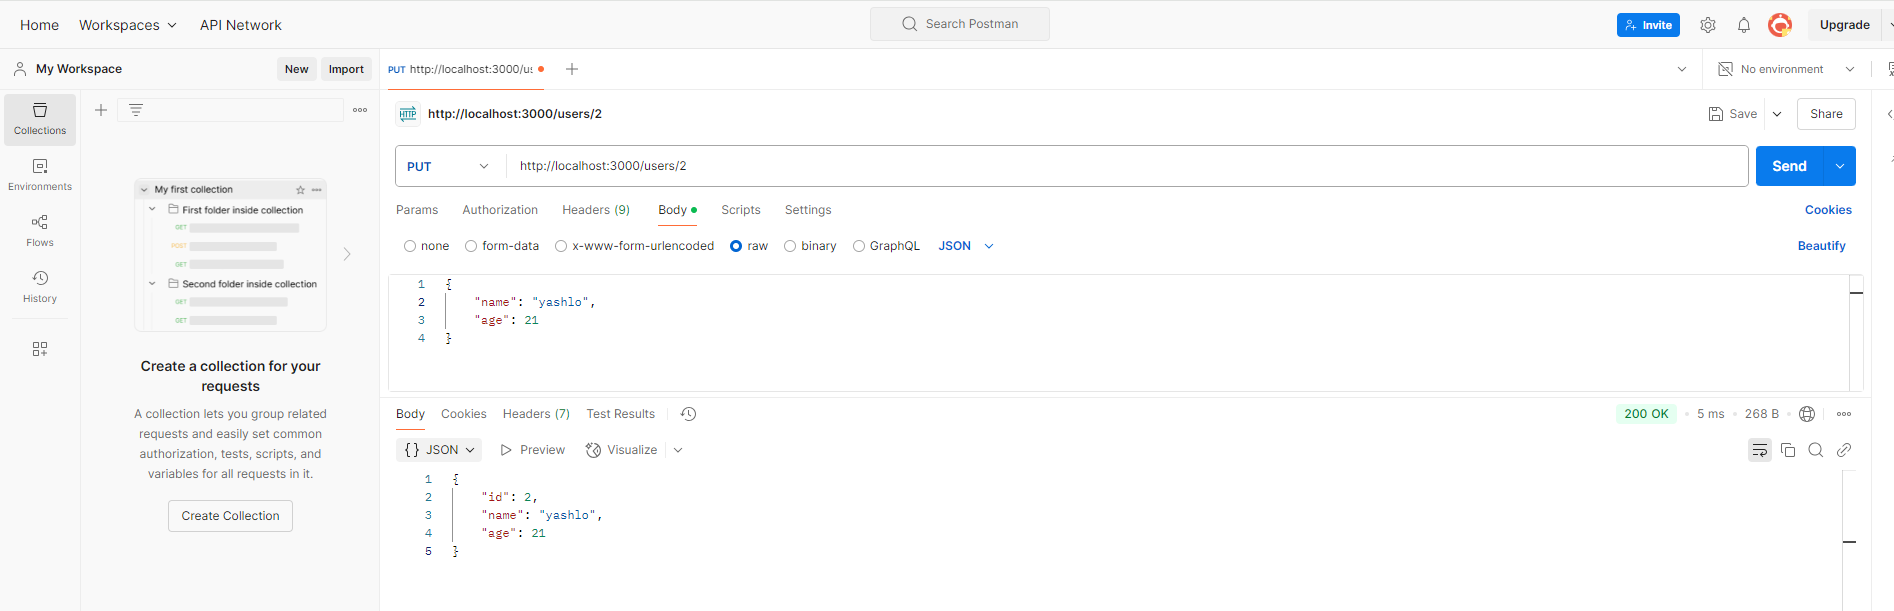 Home Workspaces API Network Search Postman Invite Upgrade
My Workspace New Import PUT http://localhost:3000/us No environment
Collections
Environments
Flows
History
My first collection
First folder inside collection
GET
POST
GET
Second folder inside collection
GET
GET
Create a collection for your
requests
A collection lets you group related
requests and easily set common
authorization, tests, scripts, and
variables for all requests in it.
Create Collection
HTTP http://localhost:3000/users/2 Save Share
PUT http://localhost:3000/users/2 Send
Params Authorization Headers (9) Body Scripts Settings Cookies
none form-data x-www-form-urlencoded raw binary GraphQL JSON Beautify
1 {
2 "name": "yashlo",
3 "age": 21
4 }
Body Cookies Headers (7) Test Results 200 OK • 5 ms • 268 B •
{} JSON Preview Visualize
1 {
2 "id": 2,
3 "name": "yashlo",
4 "age": 21
5 }